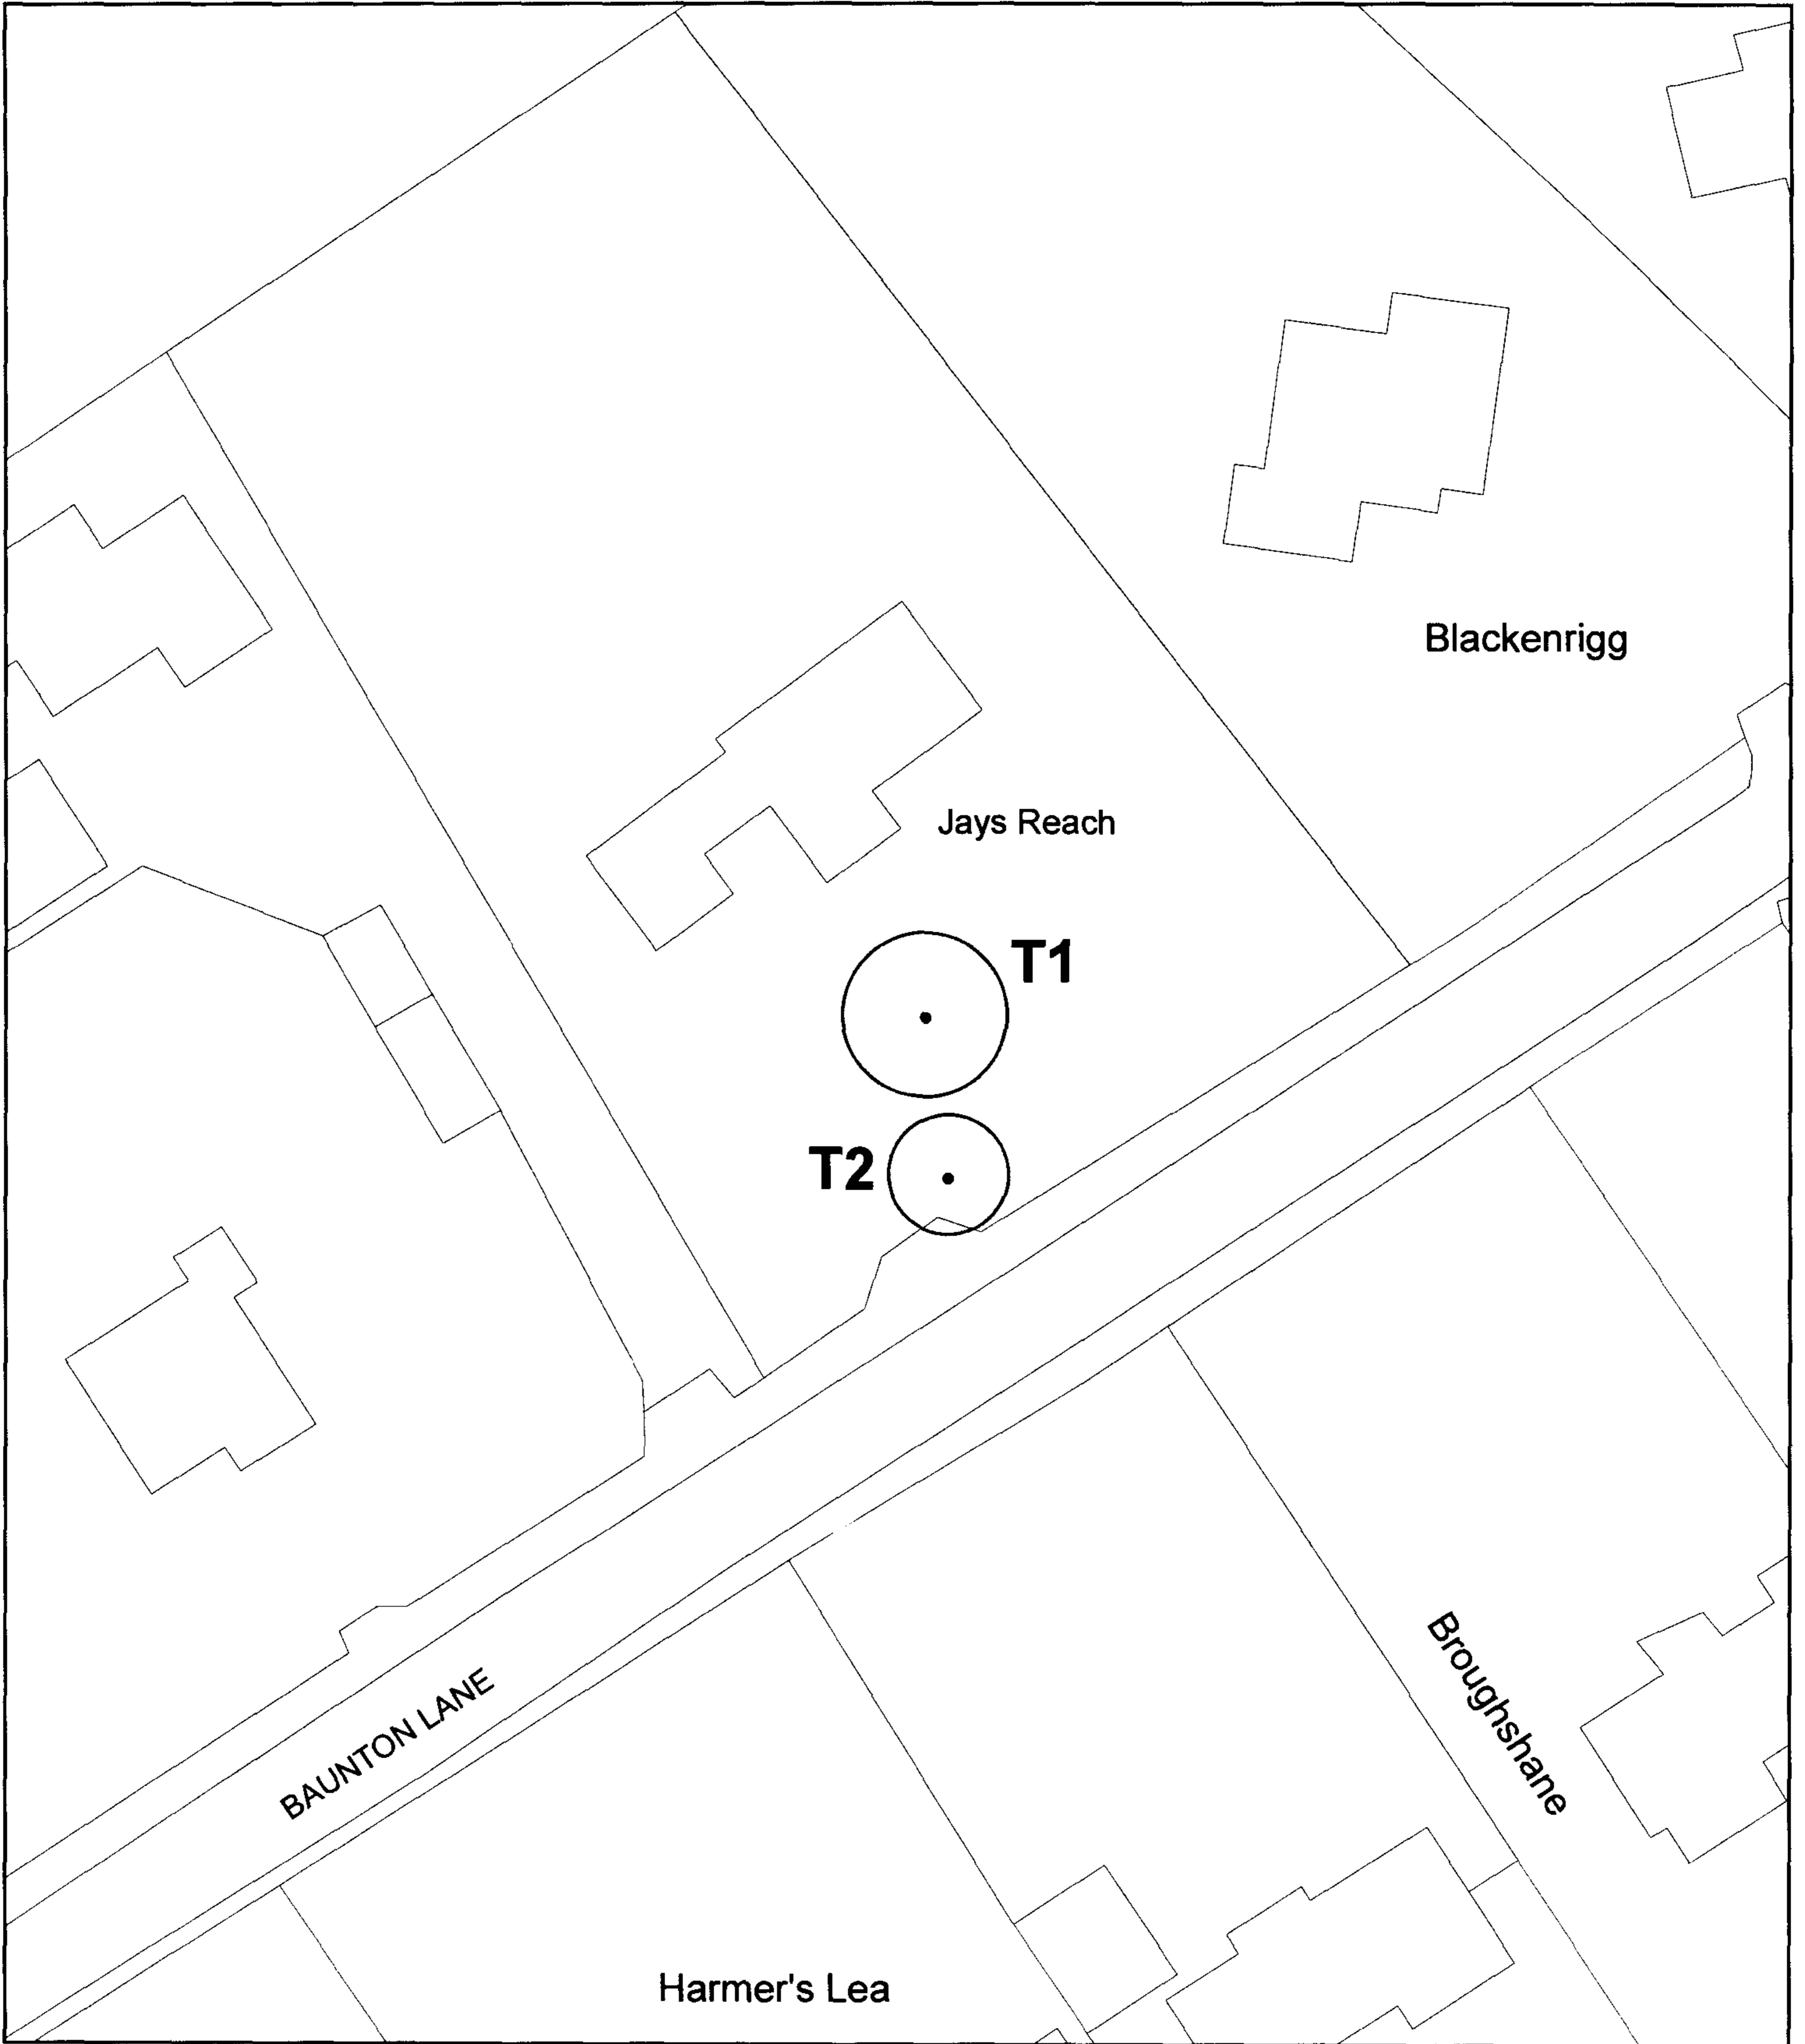 Blackenrigg
Jays Reach
T1
T2
BAUNTON LANE
Broughshane
Harmer's Lea